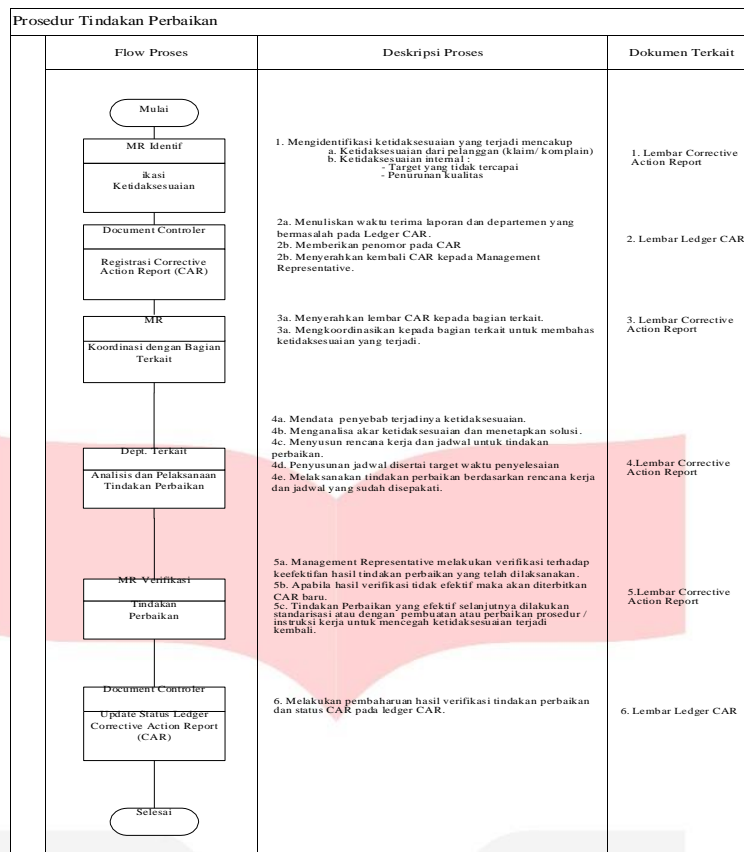 Prosedur Tindakan Perbaikan
Flow Proses
Deskripsi Proses
Dokumen Terkait
Mulai
MR Identif
ikasi
Ketidaksesuaian
1. Mengidentifikasi ketidaksesuaian yang terjadi mencakup
a. Ketidaksesuaian dari pelanggan (klaim/ komplain)
b. Ketidaksesuaian internal :
- Target yang tidak tercapai
- Penurunan kualitas
1. Lembar Corrective
Action Report
Document Controler
Registrasi Corrective
Action Report (CAR)
2a. Menuliskan waktu terima laporan dan departemen yang
bermasalah pada Ledger CAR.
2b. Memberikan penomor pada CAR
2b. Menyerahkan kembali CAR kepada Management
Representative.
2. Lembar Ledger CAR
MR
Koordinasi dengan Bagian
Terkait
3a. Menyerahkan lembar CAR kepada bagian terkait.
3a. Mengkoordinasikan kepada bagian terkait untuk membahas
ketidaksesuaian yang terjadi.
3. Lembar Corrective
Action Report
Dept. Terkait
Analisis dan Pelaksanaan
Tindakan Perbaikan
4a. Mendata penyebab terjadinya ketidaksesuaian.
4b. Menganalisa akar ketidaksesuaian dan menetapkan solusi.
4c. Menyusun rencana kerja dan jadwal untuk tindakan
perbaikan.
4d. Penyusunan jadwal disertai target waktu penyelesaian
4e. Melaksanakan tindakan perbaikan berdasarkan rencana kerja
dan jadwal yang sudah disepakati.
4.Lembar Corrective
Action Report
MR Verifikasi
Tindakan
Perbaikan
5a. Management Representative melakukan verifikasi terhadap
keefektifan hasil tindakan perbaikan yang telah dilaksanakan.
5b. Apabila hasil verifikasi tidak efektif maka akan diterbitkan
CAR baru.
5c. Tindakan Perbaikan yang efektif selanjutnya dilakukan
standarisasi atau dengan pembuatan atau perbaikan prosedur /
instruksi kerja untuk mencegah ketidaksesuaian terjadi
kembali.
5.Lembar Corrective
Action Report
Document Controler
Update Status Ledger
Corrective Action Report
(CAR)
6. Melakukan pembaharuan hasil verifikasi tindakan perbaikan
dan status CAR pada ledger CAR.
6. Lembar Ledger CAR
Selesai